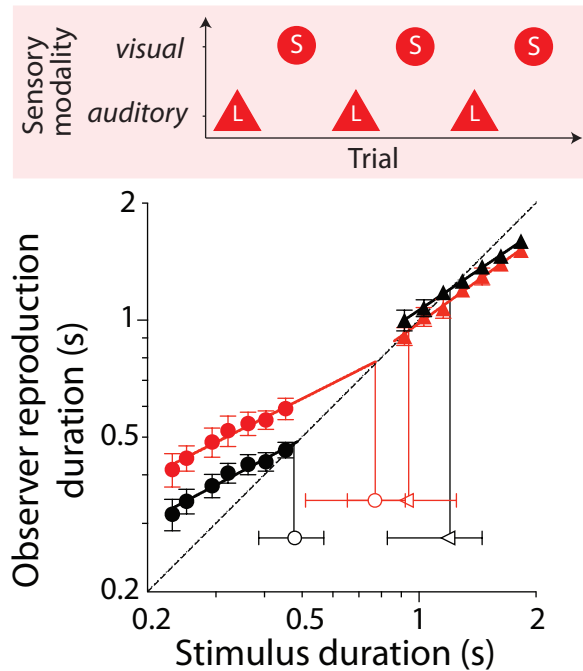 Sensory
modality
visual
auditory
S
S
S
L
L
L
Trial
Observer reproduction
duration (s)
2
1
0.5
0.2
0.2
0.5
1
2
Stimulus duration (s)